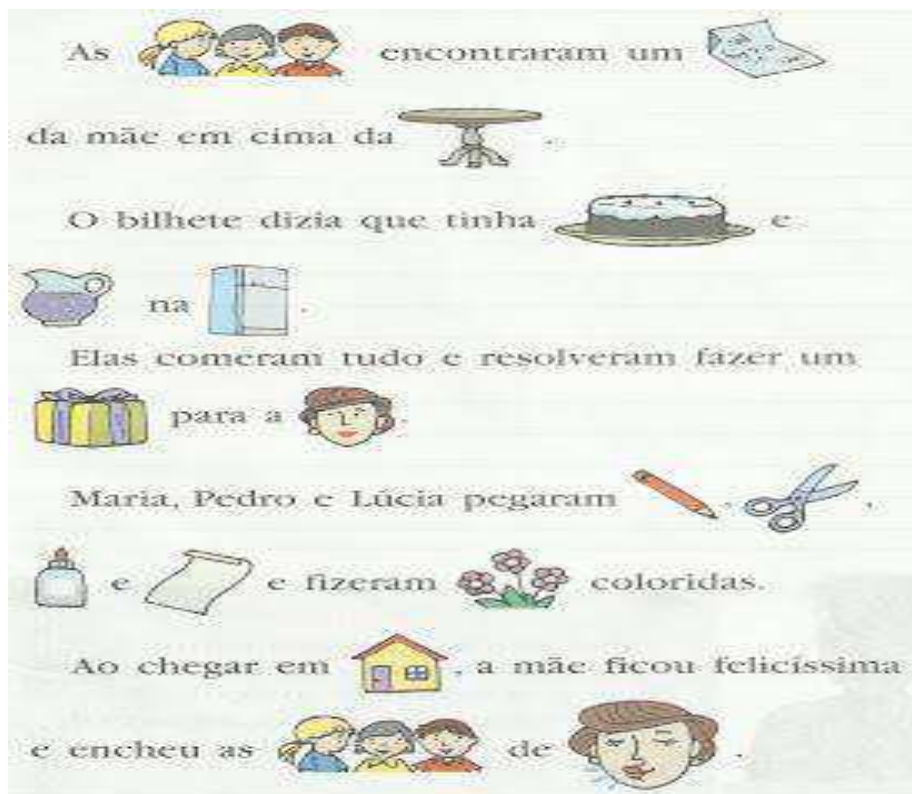 As encontraram um
da mãe em cima da .
O bilhete dizia que tinha e
na .
Elas comeram tudo e resolveram fazer um
para a .
Maria, Pedro e Lúcia pegaram , ,
e e fizeram coloridas.
Ao chegar em , a mãe ficou felicíssima
e encheu as de .